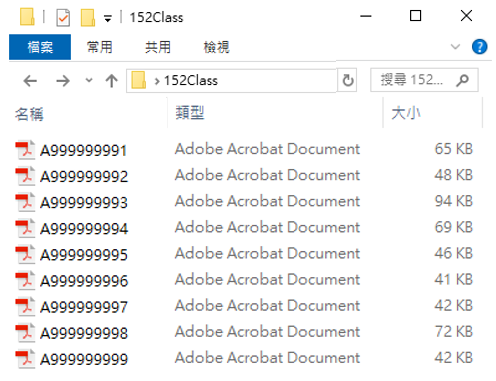 152Class
檔案 常用 共用 檢視
152Class 搜尋 152...
名稱 類型 大小
A999999991 Adobe Acrobat Document 65 KB
A999999992 Adobe Acrobat Document 48 KB
A999999993 Adobe Acrobat Document 94 KB
A999999994 Adobe Acrobat Document 69 KB
A999999995 Adobe Acrobat Document 46 KB
A999999996 Adobe Acrobat Document 41 KB
A999999997 Adobe Acrobat Document 42 KB
A999999998 Adobe Acrobat Document 72 KB
A999999999 Adobe Acrobat Document 42 KB